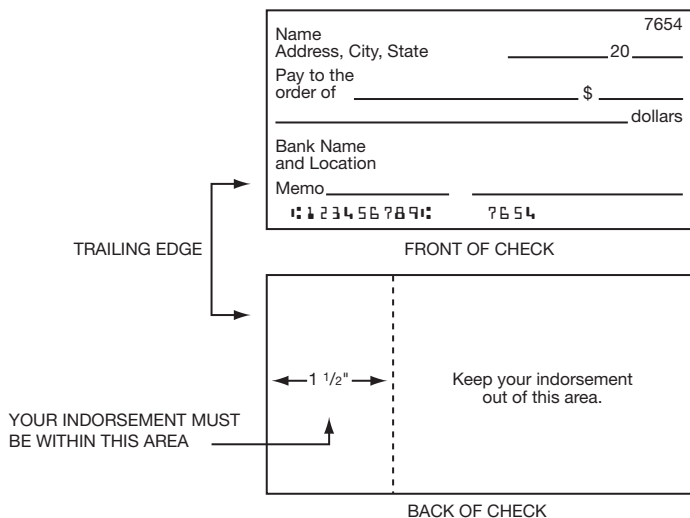 7654
Name
Address, City, State 20
Pay to the
order of $
dollars
Bank Name
and Location
Memo
⑆123456789⑆ 7654
TRAILING EDGE
FRONT OF CHECK
1 1/2"
Keep your indorsement
out of this area.
YOUR INDORSEMENT MUST
BE WITHIN THIS AREA
BACK OF CHECK